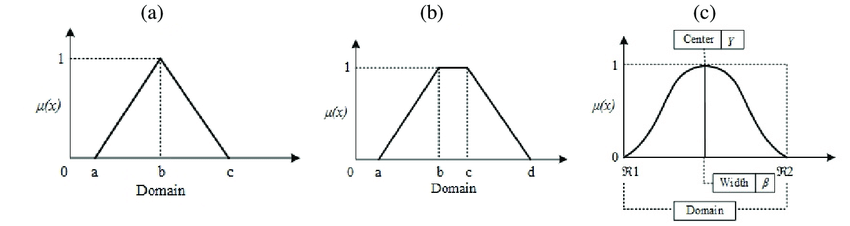 (a)
1
μ(x)
0
a
b
c
Domain
(b)
1
μ(x)
0
a
b
c
d
Domain
(c)
Center γ
1
μ(x)
0
ℜ1
ℜ2
Width β
Domain